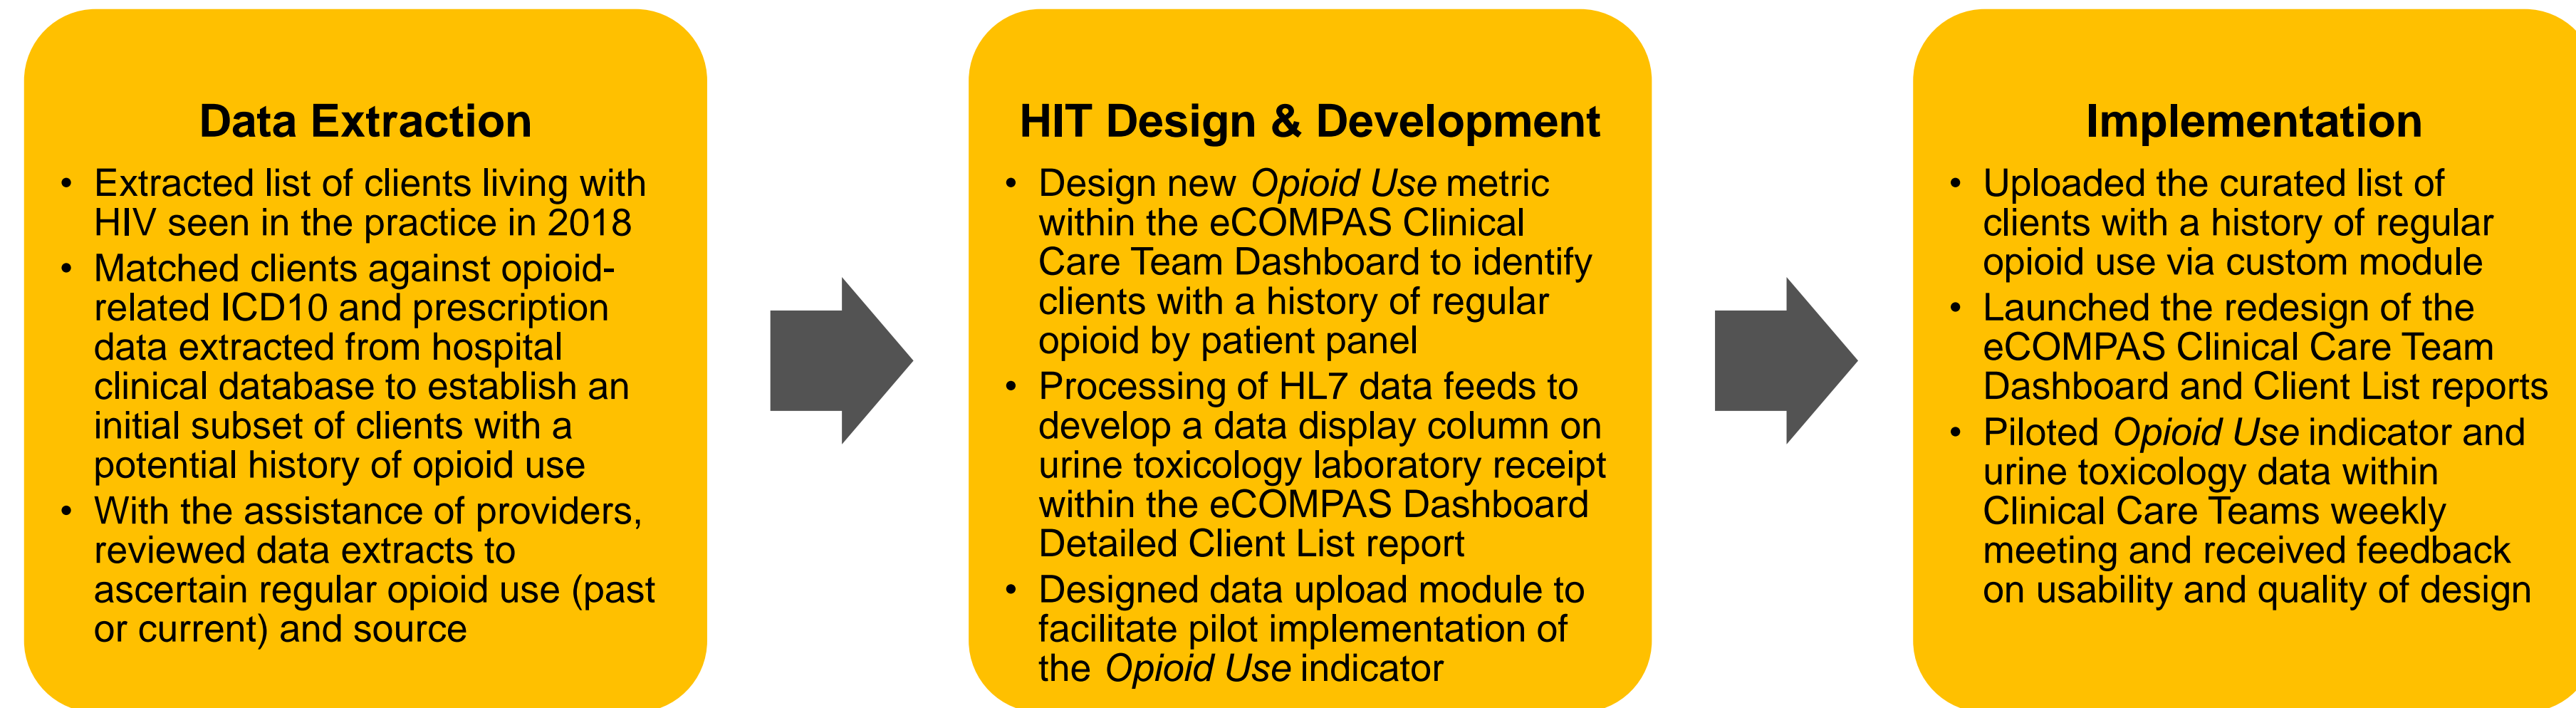 Data Extraction
• Extracted list of clients living with
HIV seen in the practice in 2018
• Matched clients against opioid-
related ICD10 and prescription
data extracted from hospital
clinical database to establish an
initial subset of clients with a
potential history of opioid use
• With the assistance of providers,
reviewed data extracts to
ascertain regular opioid use (past
or current) and source
HIT Design & Development
• Design new Opioid Use metric
within the eCOMPAS Clinical
Care Team Dashboard to identify
clients with a history of regular
opioid by patient panel
• Processing of HL7 data feeds to
develop a data display column on
urine toxicology laboratory receipt
within the eCOMPAS Dashboard
Detailed Client List report
• Designed data upload module to
facilitate pilot implementation of
the Opioid Use indicator
Implementation
• Uploaded the curated list of
clients with a history of regular
opioid use via custom module
• Launched the redesign of the
eCOMPAS Clinical Care Team
Dashboard and Client List reports
• Piloted Opioid Use indicator and
urine toxicology data within
Clinical Care Teams weekly
meeting and received feedback
on usability and quality of design